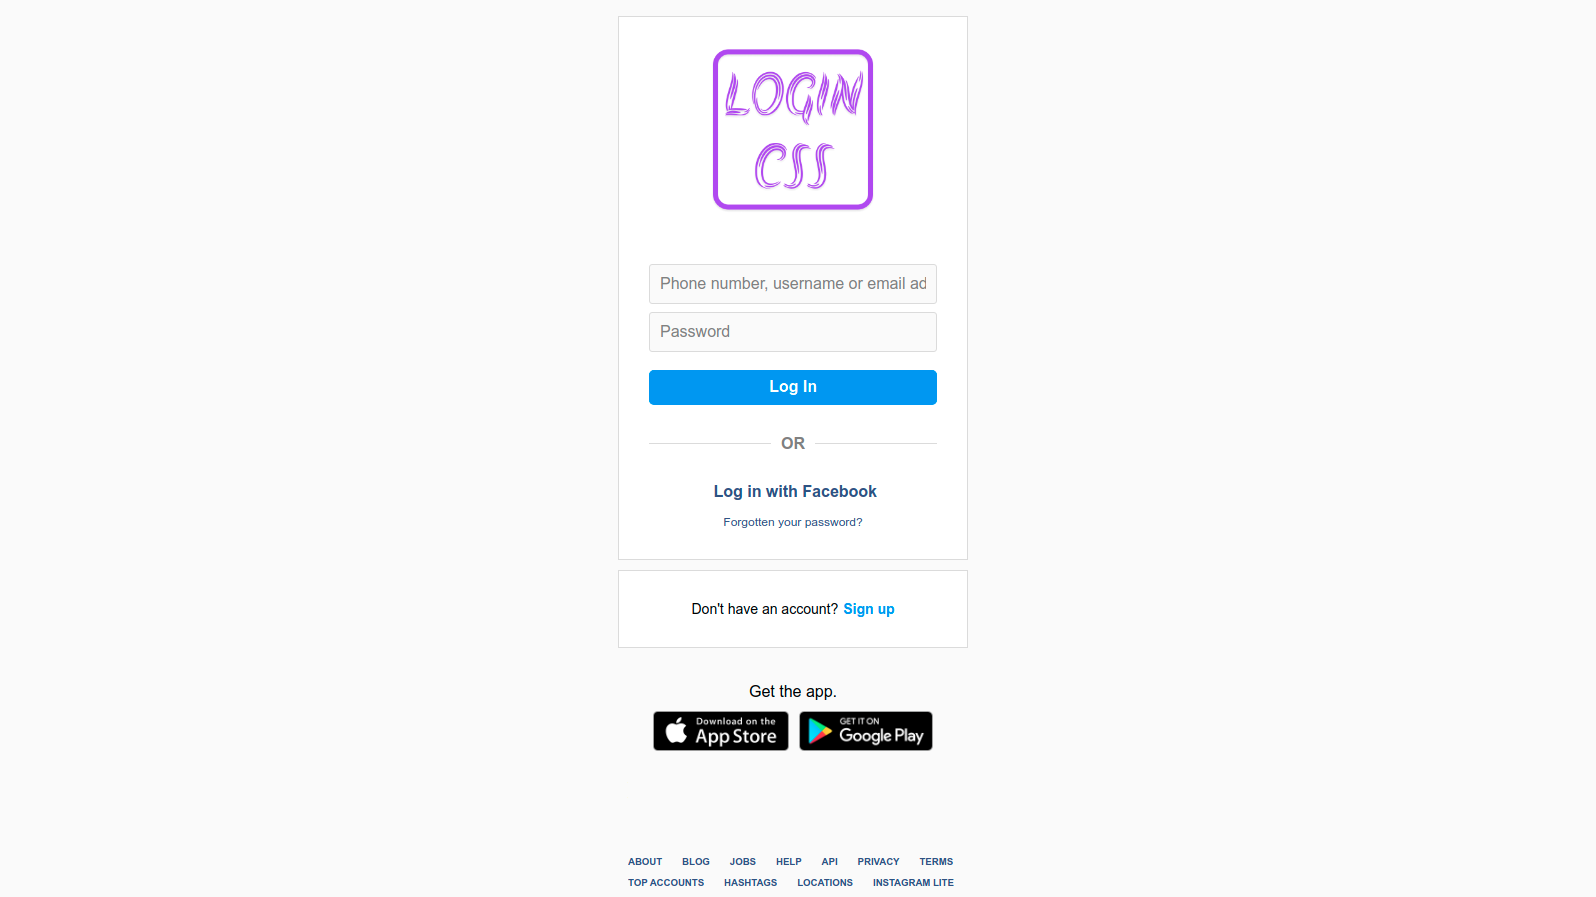 LOGIN
CSS
Phone number, username or email ad
Password
Log In
OR
Log in with Facebook
Forgotten your password?
Don't have an account? Sign up
Get the app.
Download on the
App Store
GET IT ON
Google Play
ABOUT BLOG JOBS HELP API PRIVACY TERMS
TOP ACCOUNTS HASHTAGS LOCATIONS INSTAGRAM LITE